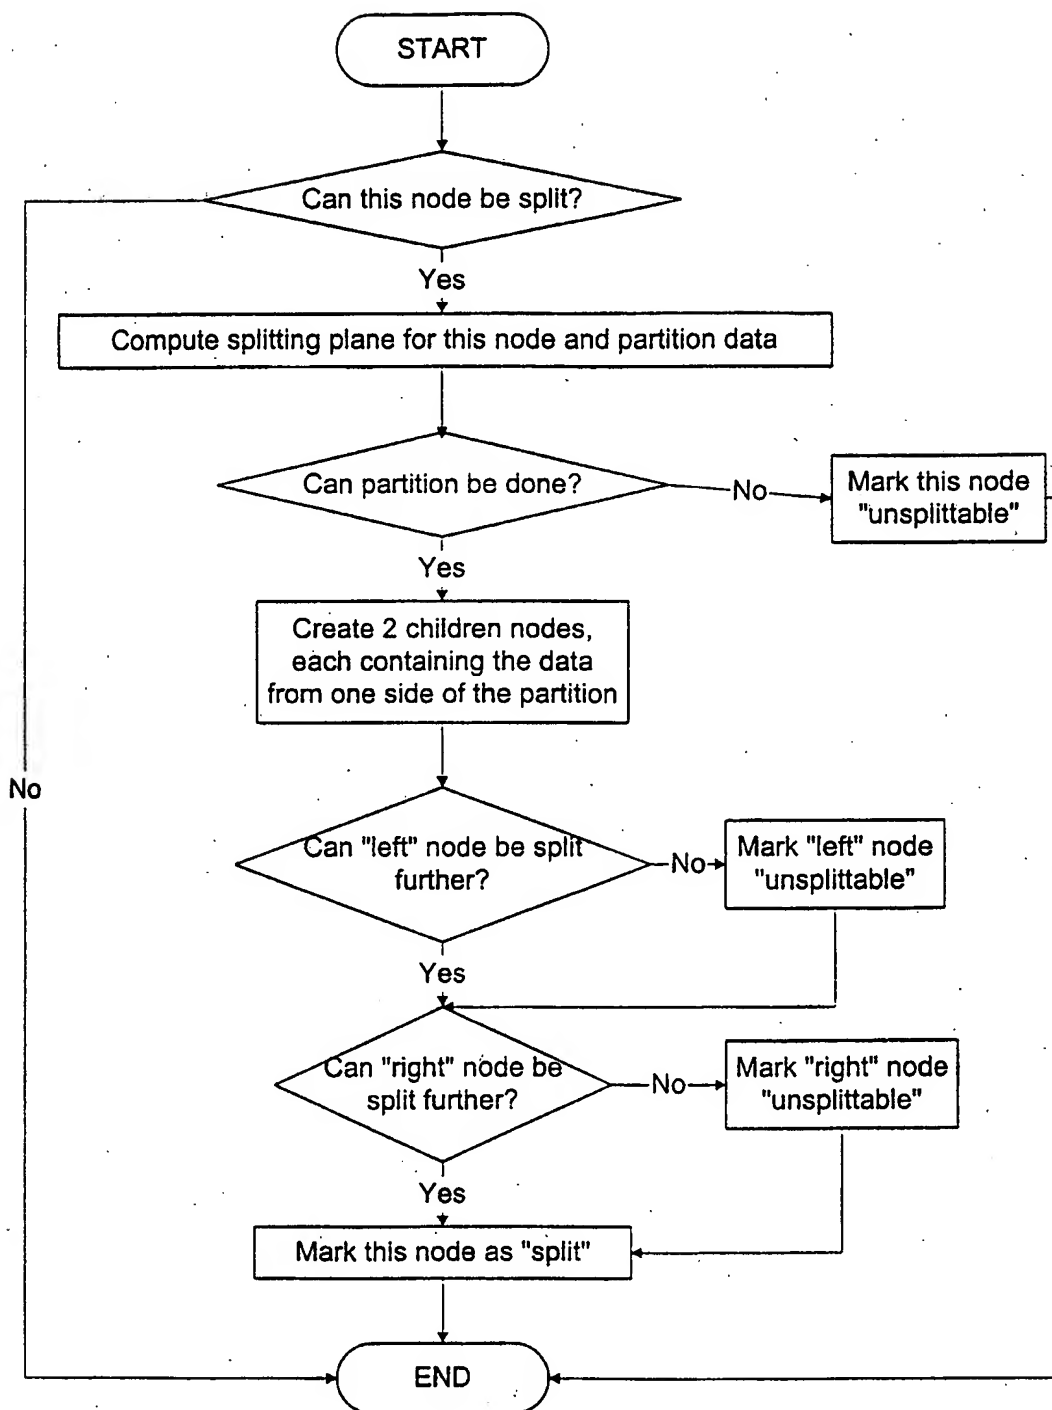 START
Can this node be split?
Yes
Compute splitting plane for this node and partition data
Can partition be done?
No
Mark this node
"unsplittable"
Yes
Create 2 children nodes,
each containing the data
from one side of the partition
No
Can "left" node be split
further?
No
Mark "left" node
"unsplittable"
Yes
Can "right" node be
split further?
No
Mark "right" node
"unsplittable"
Yes
Mark this node as "split"
END